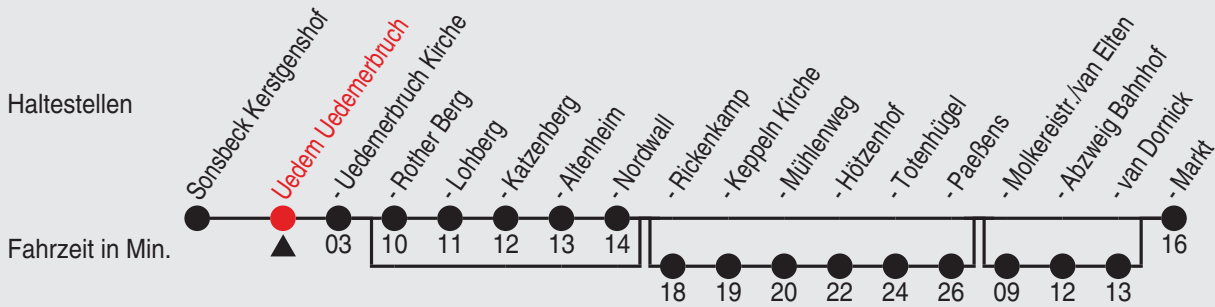 Haltestellen
Sonsbeck Kerstgenshof
Uedem Uedemerbruch
- Uedemerbruch Kirche
- Rother Berg
- Lohberg
- Katzenberg
- Altenheim
- Nordwall
- Rickenkamp
- Keppeln Kirche
- Mühlenweg
- Hötzenhof
- Totenhügel
- Paeßens
- Molkereistr./van Elten
- Abzweig Bahnhof
- van Dornick
- Markt
Fahrzeit in Min.
03 10 11 12 13 14 16
18 19 20 22 24 26 09 12 13